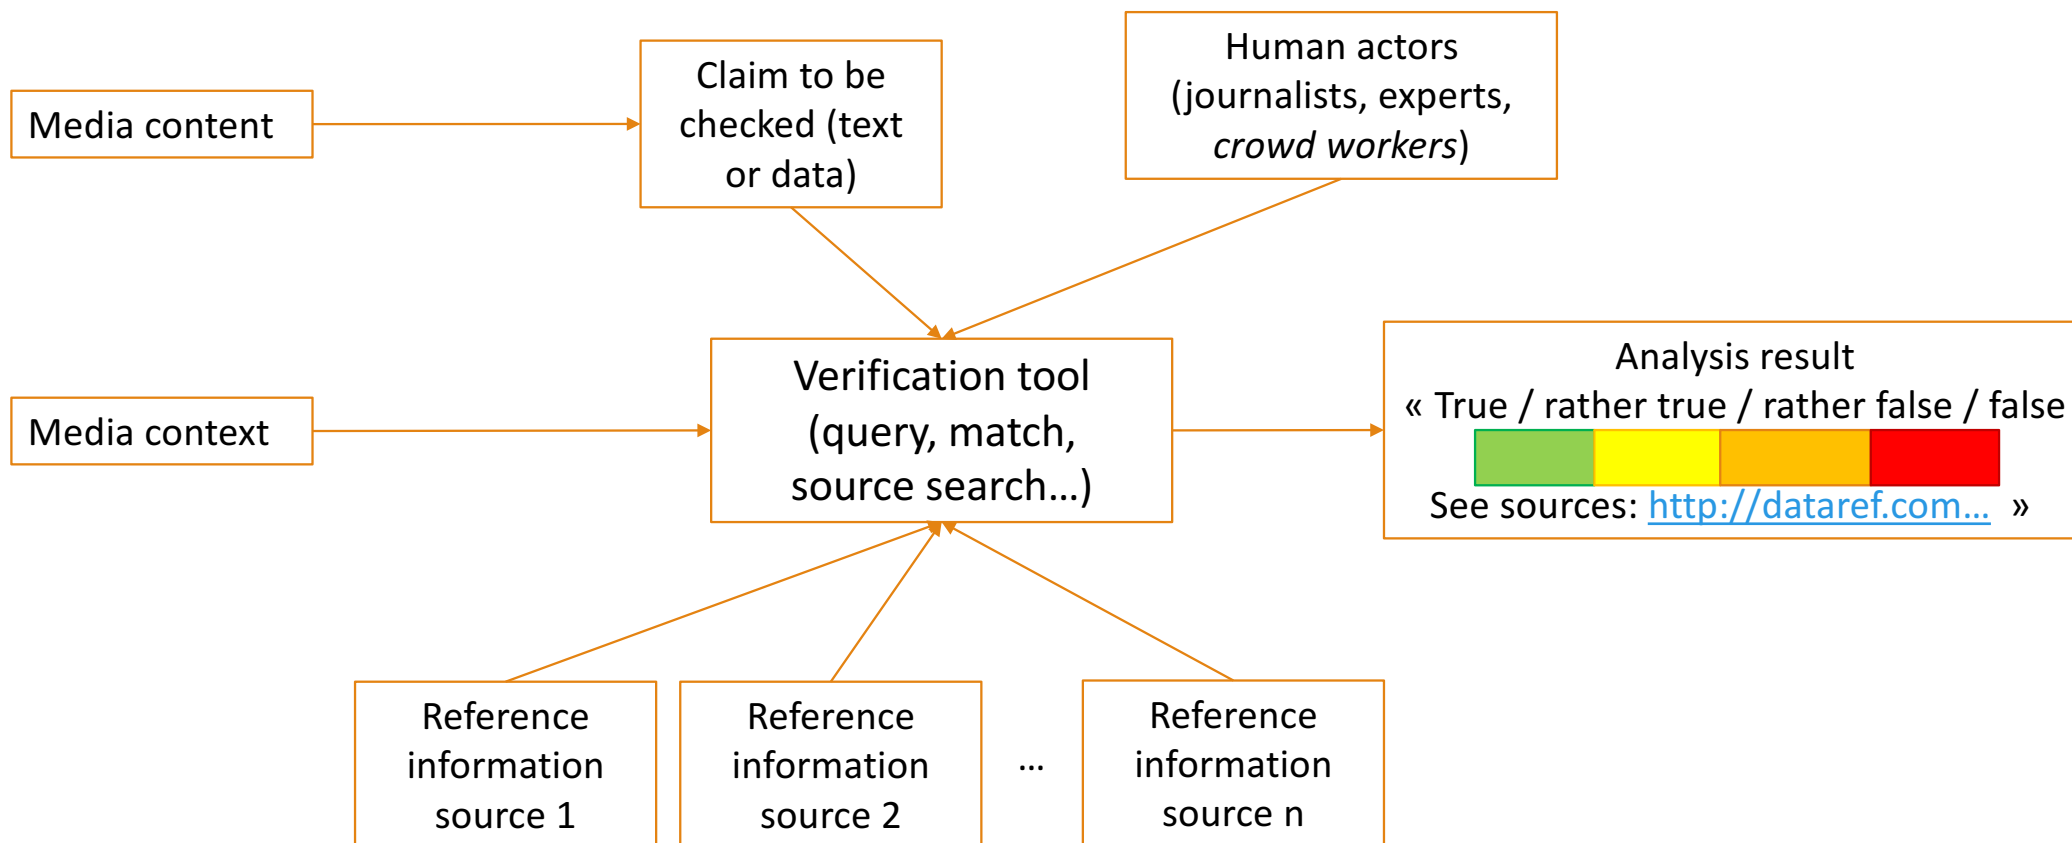 Media content
Claim to be
checked (text
or data)
Human actors
(journalists, experts,
crowd workers)
Media context
Verification tool
(query, match,
source search…)
Analysis result
« True / rather true / rather false / false
See sources: http://dataref.com… »
Reference
information
source 1
Reference
information
source 2
…
Reference
information
source n